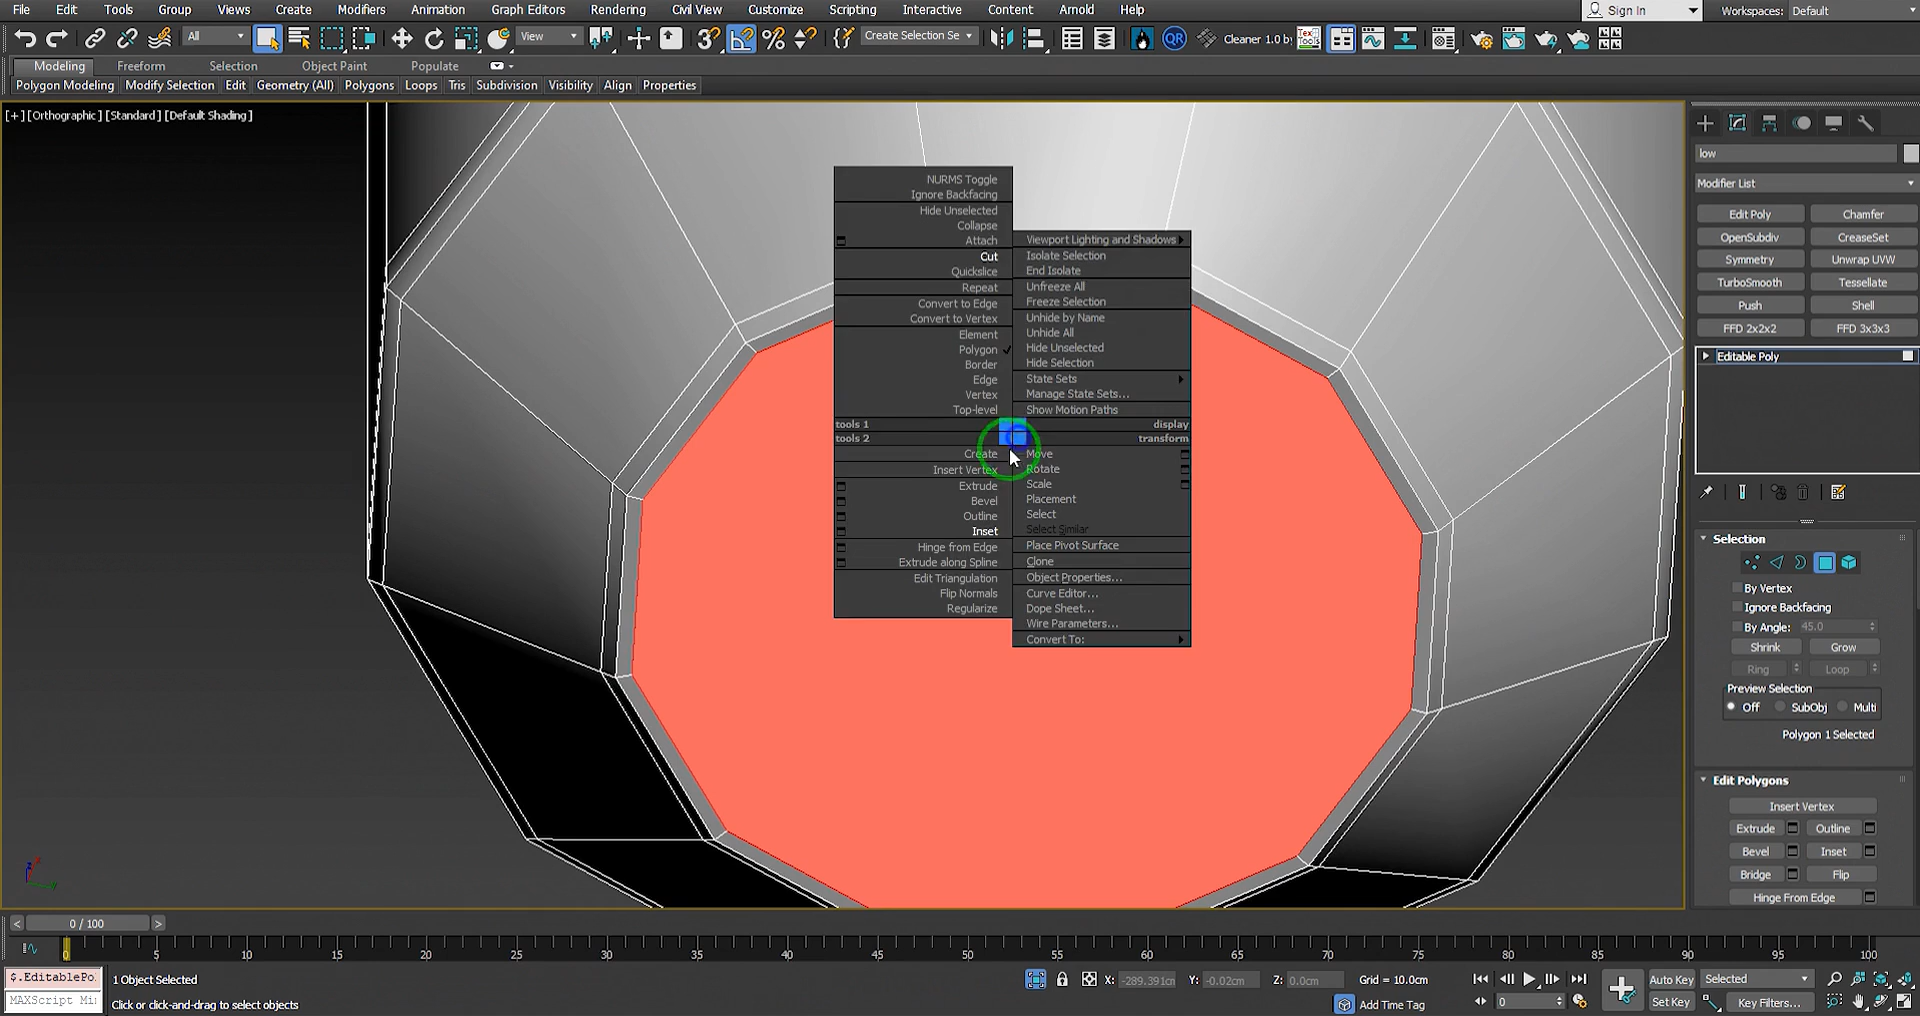 File Edit Tools Group Views Create Modifiers Animation Graph Editors Rendering Civil View Customize Scripting Interactive Content Arnold Help Sign In Workspaces: Default
All View Create Selection Se Cleaner 1.0 by
Modeling Freeform Selection Object Paint Populate
Polygon Modeling Modify Selection Edit Geometry (All) Polygons Loops Tris Subdivision Visibility Align Properties
[+] [Orthographic] [Standard] [Default Shading]
NURMS Toggle
Ignore Backfacing
Hide Unselected
Collapse
Attach
Cut
Quickslice
Repeat
Convert to Edge
Convert to Vertex
Element
Polygon
Border
Edge
Vertex
Top-level
tools 1
tools 2
Create
Insert Vertex
Extrude
Bevel
Outline
Inset
Hinge from Edge
Extrude along Spline
Edit Triangulation
Flip Normals
Regularize
Viewport Lighting and Shadows
Isolate Selection
End Isolate
Unfreeze All
Freeze Selection
Unhide by Name
Unhide All
Hide Unselected
Hide Selection
State Sets
Manage State Sets...
Show Motion Paths
display
transform
Move
Rotate
Scale
Placement
Select
Select Similar
Place Pivot Surface
Clone
Object Properties...
Curve Editor...
Dope Sheet...
Wire Parameters...
Convert To:
low
Modifier List
Edit Poly Chamfer
OpenSubdiv CreaseSet
Symmetry Unwrap UVW
TurboSmooth Tessellate
Push Shell
FFD 2x2x2 FFD 3x3x3
Editable Poly
Selection
By Vertex
Ignore Backfacing
By Angle: 45.0
Shrink Grow
Ring Loop
Preview Selection
Off SubObj Multi
Polygon 1 Selected
Edit Polygons
Insert Vertex
Extrude Outline
Bevel Inset
Bridge Flip
Hinge From Edge
< 0 / 100 >
0 5 10 15 20 25 30 35 40 45 50 55 60 65 70 75 80 85 90 95 100
$.EditablePo 1 Object Selected X: -289.391cm Y: -0.02cm Z: 0.0cm Grid = 10.0cm Auto Key Selected
MAXScript Mi Click or click-and-drag to select objects Add Time Tag 0 Set Key Key Filters...